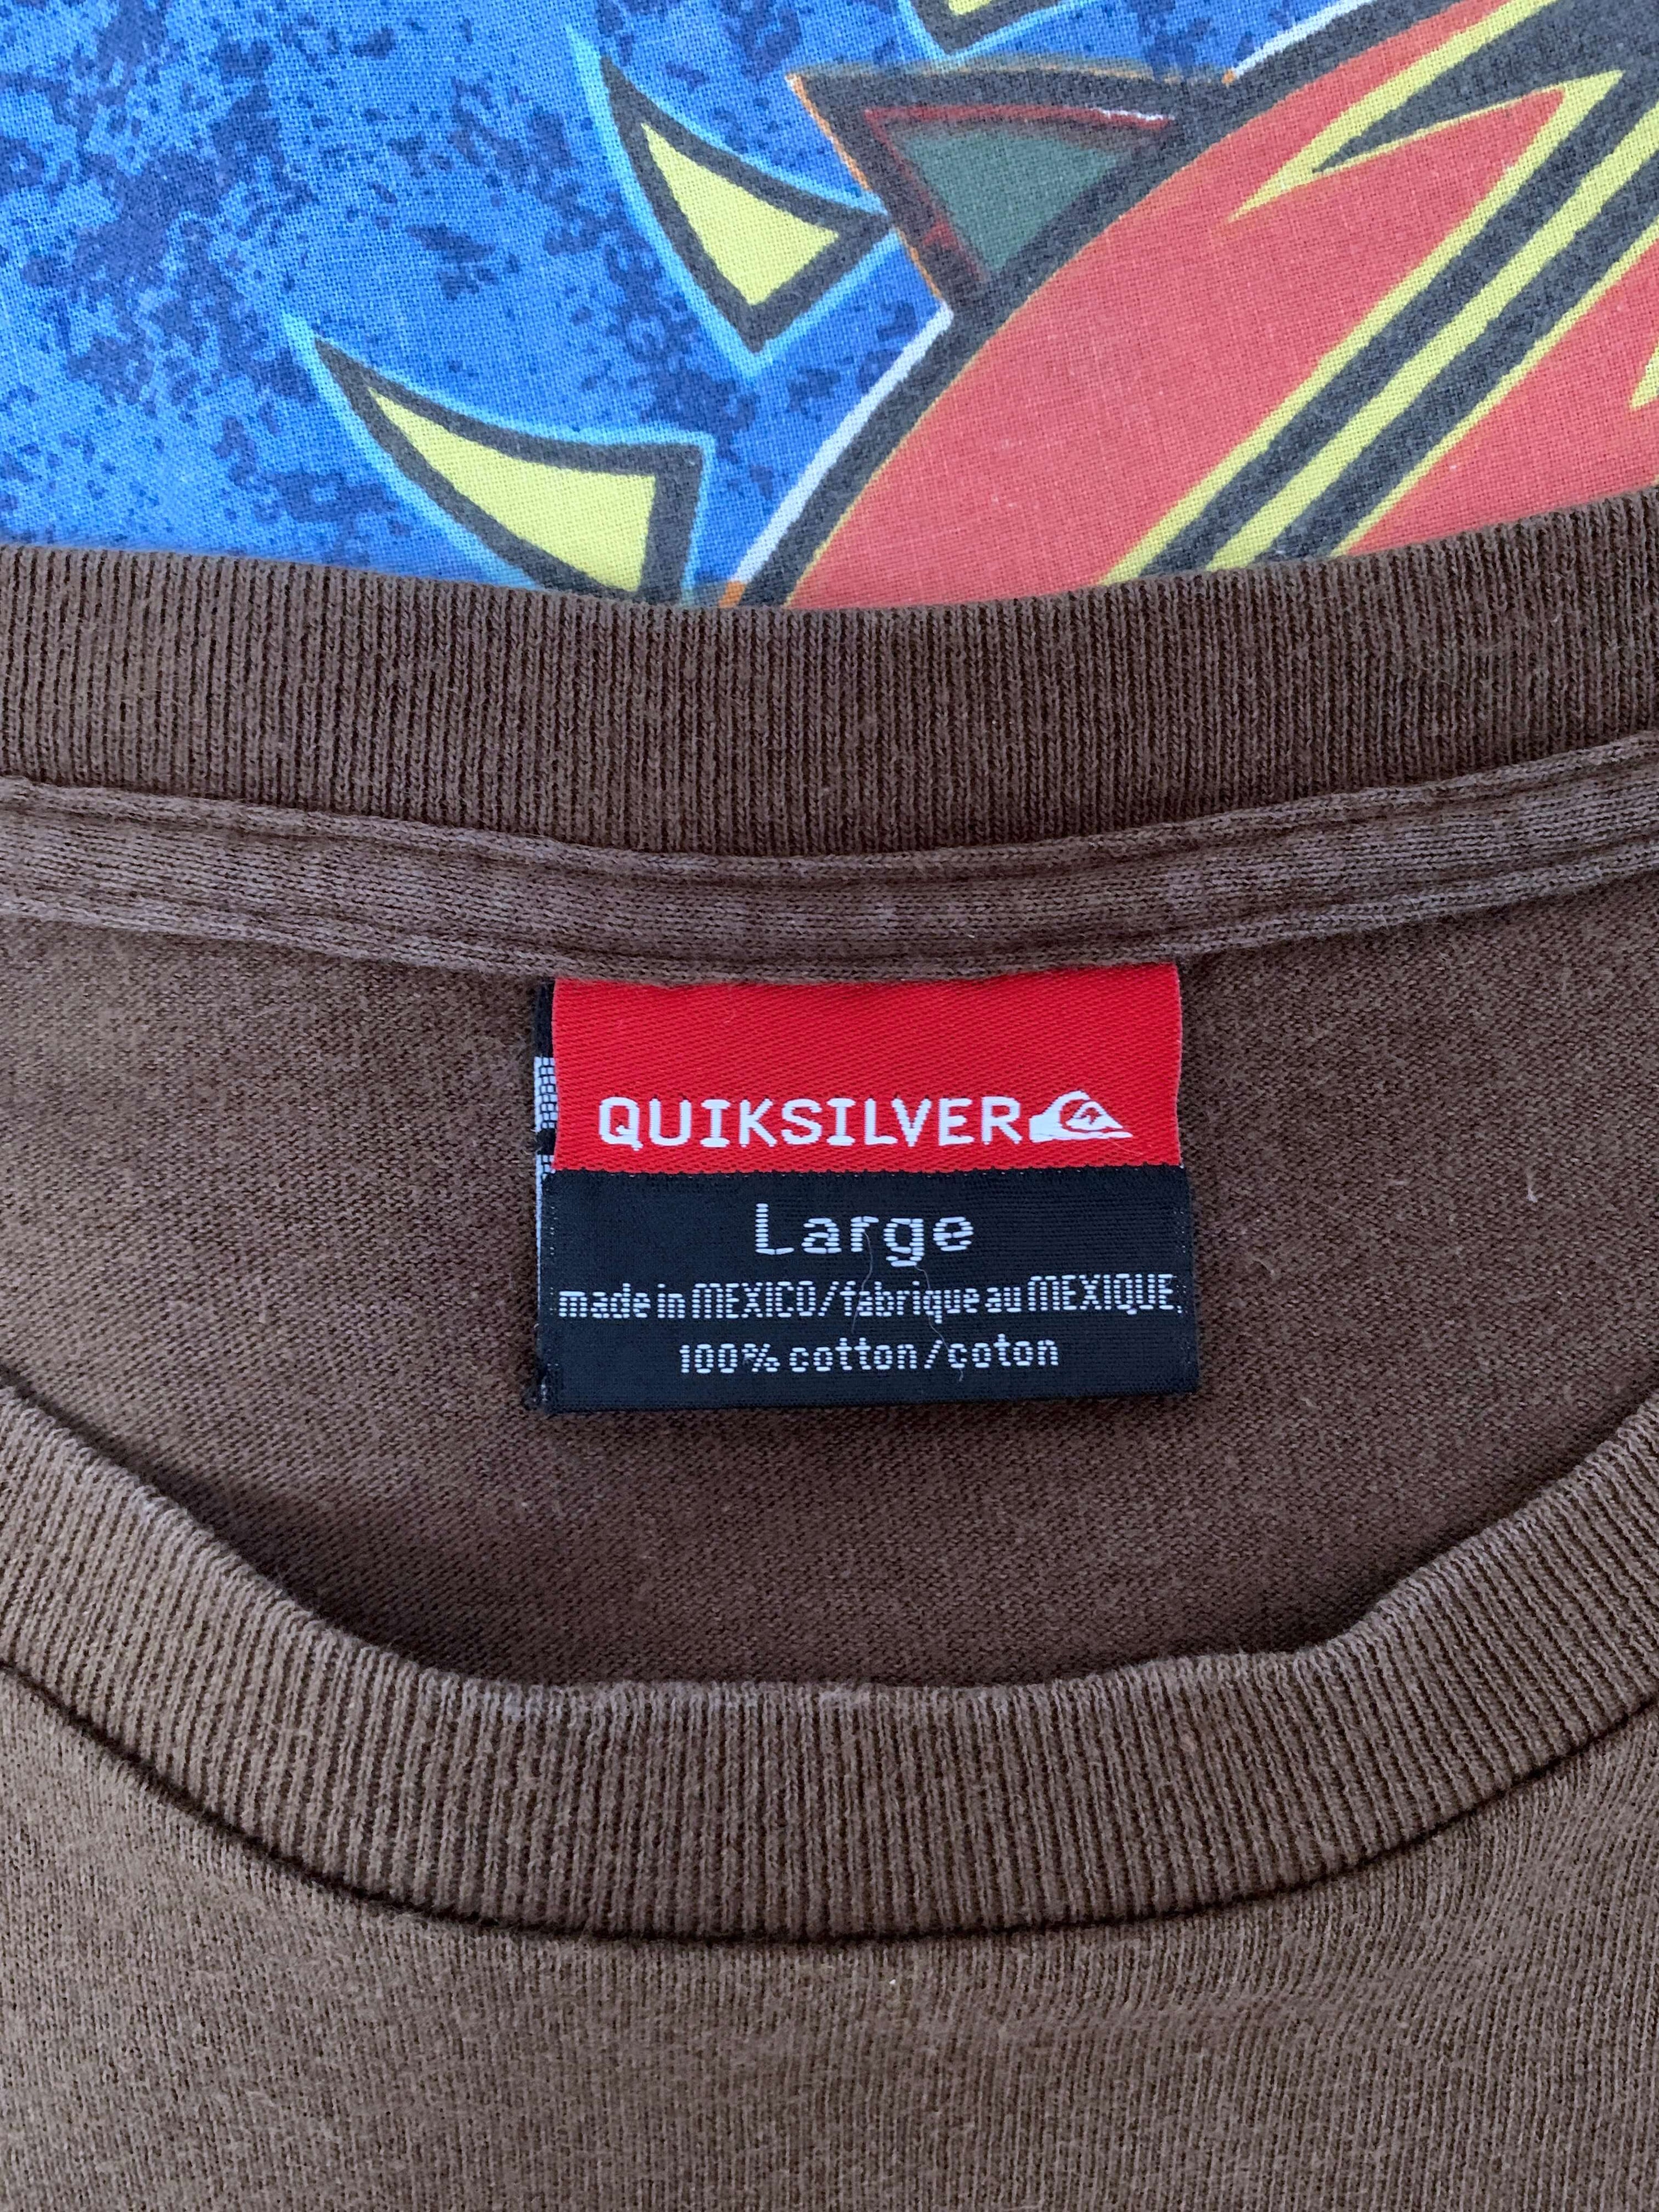 QUIKSILVER
Large
made in MEXICO/fabrique au MEXIQUE
100% cotton/coton